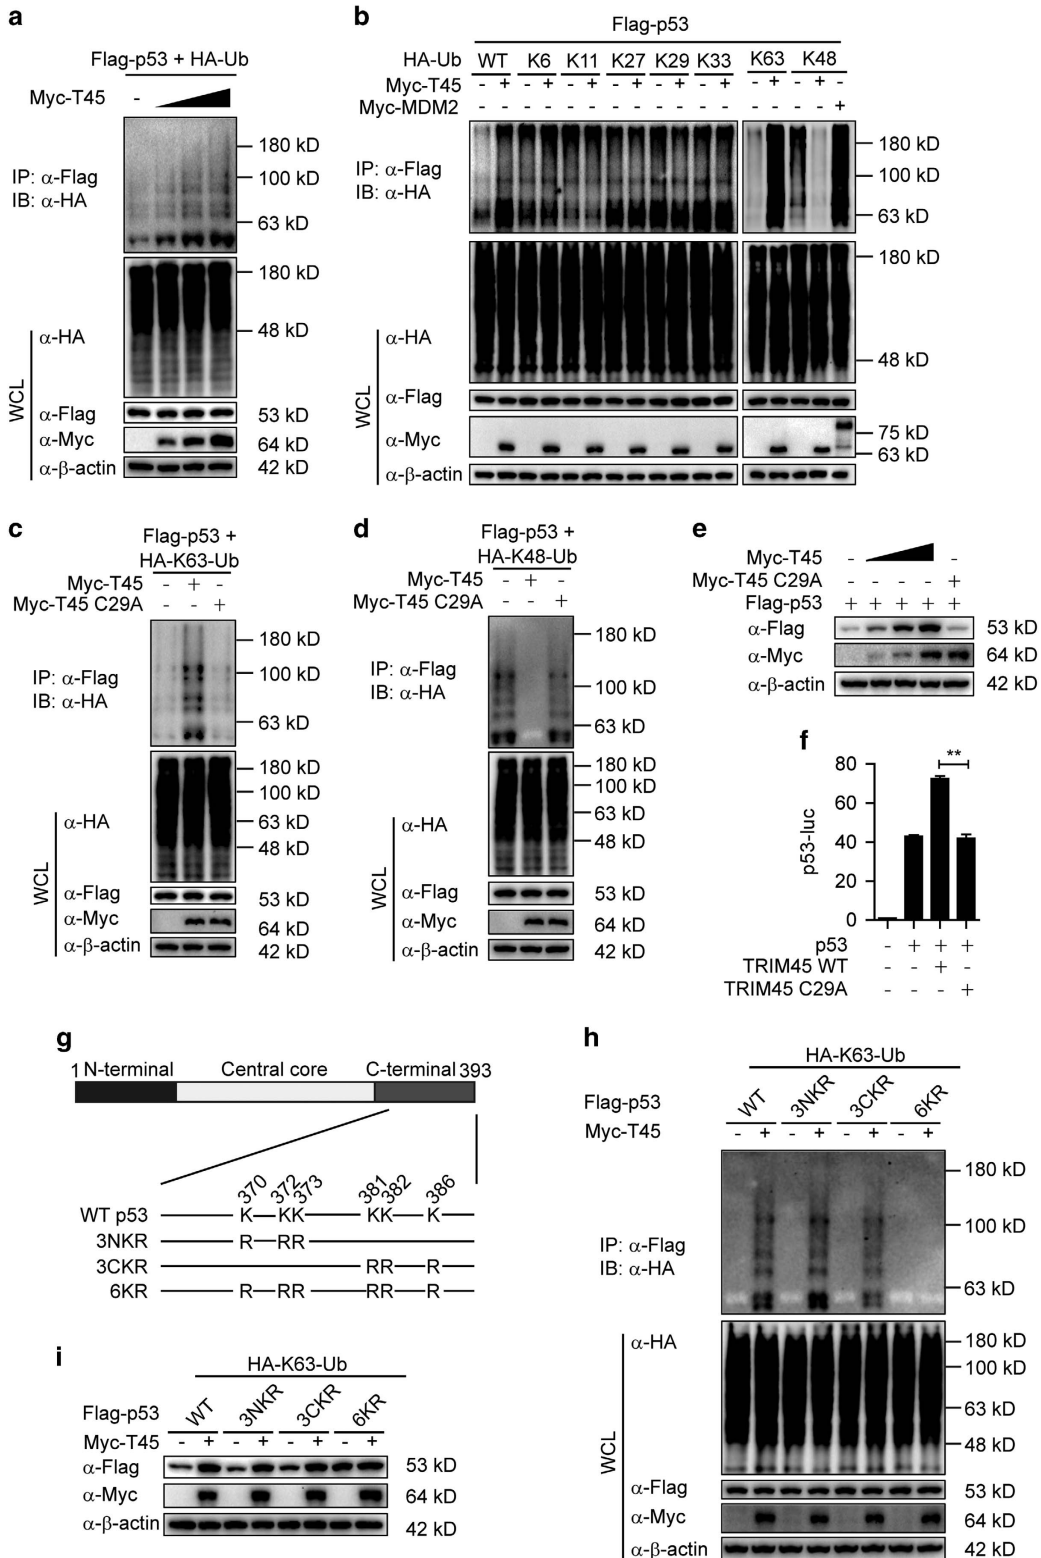 a
Flag-p53 + HA-Ub
Myc-T45 -
180 kD
IP: α-Flag
IB: α-HA
100 kD
63 kD
180 kD
α-HA
48 kD
WCL
α-Flag 53 kD
α-Myc 64 kD
α-β-actin 42 kD
b
Flag-p53
HA-Ub WT K6 K11 K27 K29 K33 K63 K48
Myc-T45 - + - + - + - + - + - + - + - + -
Myc-MDM2 - - - - - - - - - - - - - - - - +
180 kD
IP: α-Flag
IB: α-HA
100 kD
63 kD
180 kD
α-HA
48 kD
WCL
α-Flag
α-Myc
75 kD
63 kD
α-β-actin
c
Flag-p53 +
HA-K63-Ub
Myc-T45 - + -
Myc-T45 C29A - - +
180 kD
IP: α-Flag
IB: α-HA
100 kD
63 kD
180 kD
100 kD
α-HA
63 kD
48 kD
WCL
α-Flag 53 kD
α-Myc 64 kD
α-β-actin 42 kD
d
Flag-p53 +
HA-K48-Ub
Myc-T45 - + -
Myc-T45 C29A - - +
180 kD
IP: α-Flag
IB: α-HA
100 kD
63 kD
180 kD
100 kD
α-HA
63 kD
48 kD
WCL
α-Flag 53 kD
α-Myc 64 kD
α-β-actin 42 kD
e
Myc-T45 - -
Myc-T45 C29A - - - - +
Flag-p53 + + + + +
α-Flag 53 kD
α-Myc 64 kD
α-β-actin 42 kD
f
**
80
60
40
20
0
p53-luc
p53 - + + +
TRIM45 WT - - + -
TRIM45 C29A - - - +
g
1 N-terminal Central core C-terminal 393
370 372 373 381 382 386
WT p53 K KK KK K
3NKR R RR
3CKR RR R
6KR R RR RR R
h
HA-K63-Ub
Flag-p53 WT 3NKR 3CKR 6KR
Myc-T45 - + - + - + - +
180 kD
100 kD
IP: α-Flag
IB: α-HA
63 kD
α-HA
180 kD
100 kD
63 kD
48 kD
WCL
α-Flag 53 kD
α-Myc 64 kD
α-β-actin 42 kD
i
HA-K63-Ub
Flag-p53 WT 3NKR 3CKR 6KR
Myc-T45 - + - + - + - +
α-Flag 53 kD
α-Myc 64 kD
α-β-actin 42 kD